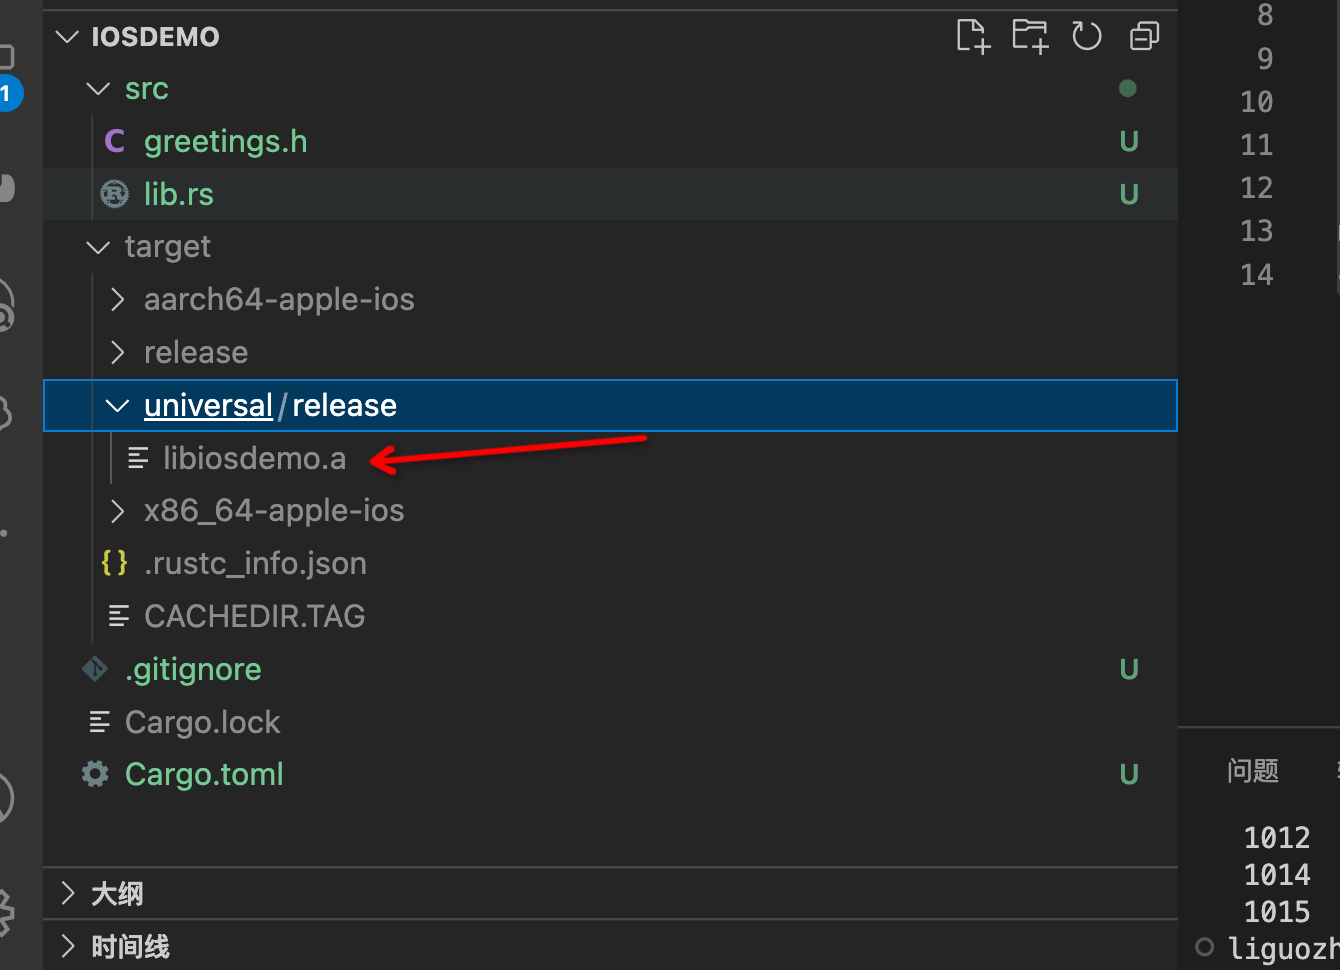 IOSDEMO
src
C greetings.h U
lib.rs U
target
aarch64-apple-ios
release
universal/release
libiosdemo.a
x86_64-apple-ios
{} .rustc_info.json
CACHEDIR.TAG
.gitignore U
Cargo.lock
Cargo.toml U
大纲
时间线
1
8
9
10
11
12
13
14
问题
1012
1014
1015
liguozh